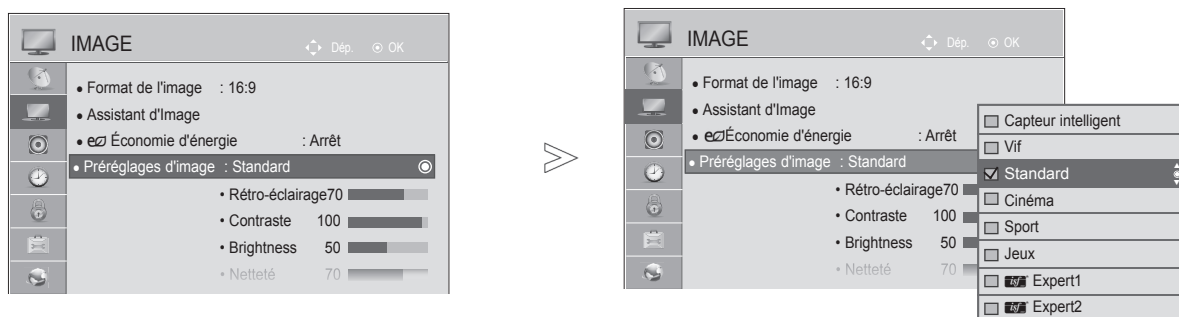 IMAGE
Dép. OK
• Format de l'image : 16:9
• Assistant d'Image
• e Économie d'énergie : Arrêt
• Préréglages d'image : Standard
• Rétro-éclairage70
• Contraste 100
• Brightness 50
• Netteté 70
>
IMAGE
Dép. OK
• Format de l'image : 16:9
• Assistant d'Image
• e Économie d'énergie : Arrêt
• Préréglages d'image : Standard
• Rétro-éclairage70
• Contraste 100
• Brightness 50
• Netteté 70
Capteur intelligent
Vif
Standard
Cinéma
Sport
Jeux
isf Expert1
isf Expert2